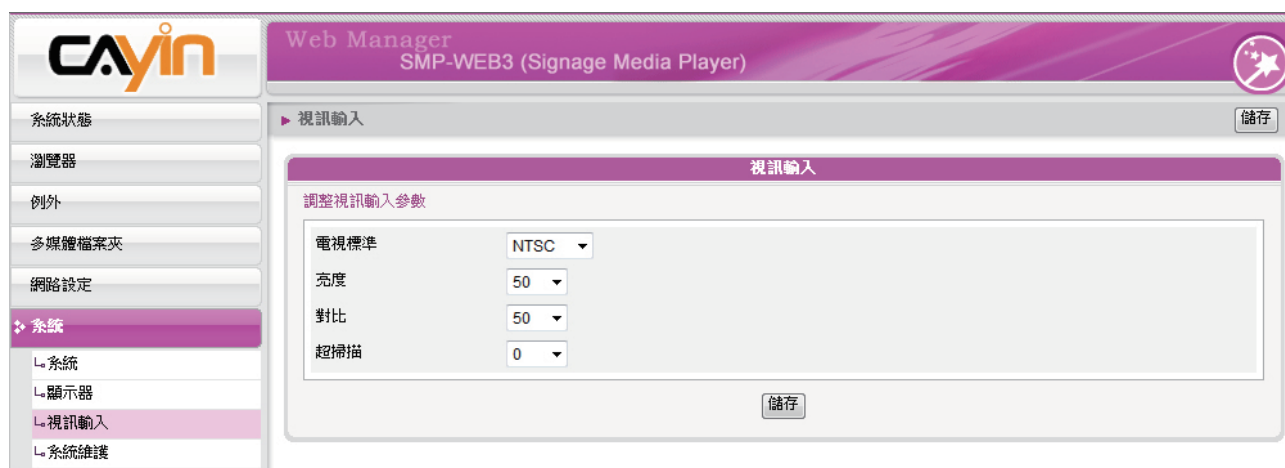 CAYIN
Web Manager
SMP-WEB3 (Signage Media Player)
系統狀態
瀏覽器
例外
多媒體檔案夾
網路設定
系統
系統
顯示器
視訊輸入
系統維護
視訊輸入
儲存
視訊輸入
調整視訊輸入參數
電視標準 NTSC
亮度 50
對比 50
超掃描 0
儲存